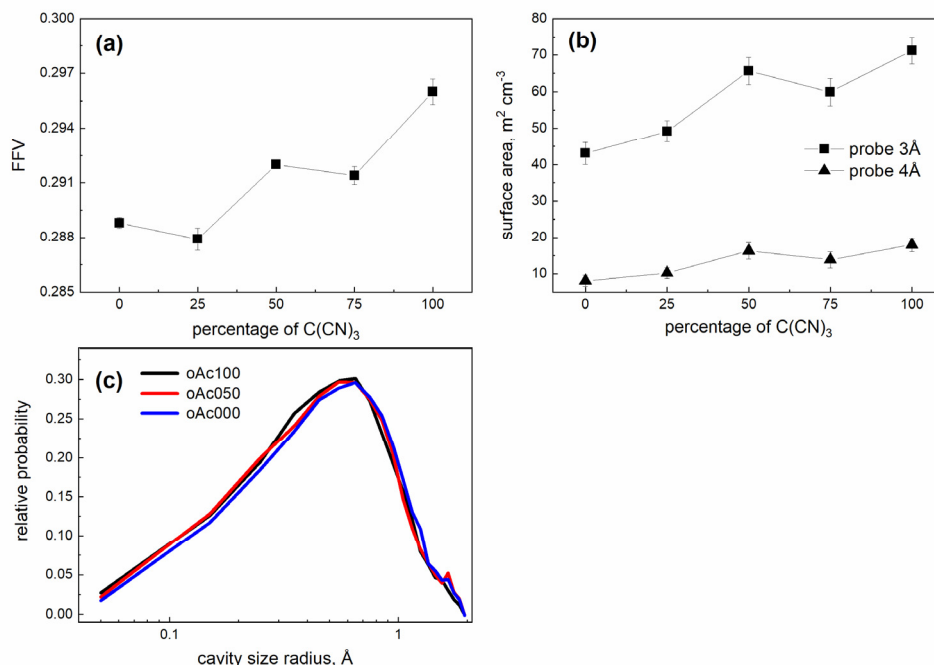 (a)
FFV
0.300
0.297
0.294
0.291
0.288
0.285
0 25 50 75 100
percentage of C(CN)3
(b)
surface area, m² cm⁻³
80
70
60
50
40
30
20
10
probe 3Å
probe 4Å
0 25 50 75 100
percentage of C(CN)3
(c)
oAc100
oAc050
oAc000
relative probability
0.30
0.25
0.20
0.15
0.10
0.05
0.00
0.1 1
cavity size radius, Å